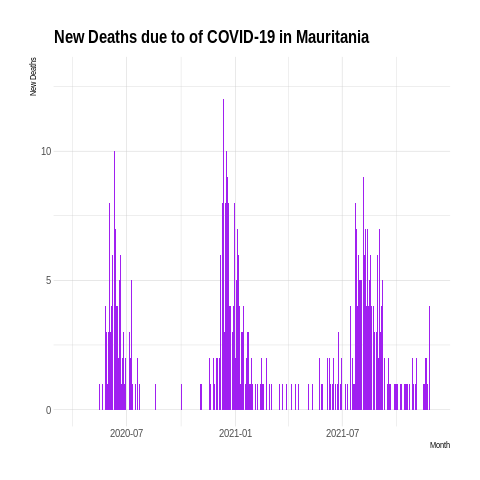 New Deaths due to of COVID-19 in Mauritania
New Deaths
10
5
0
2020-07
2021-01
2021-07
Month